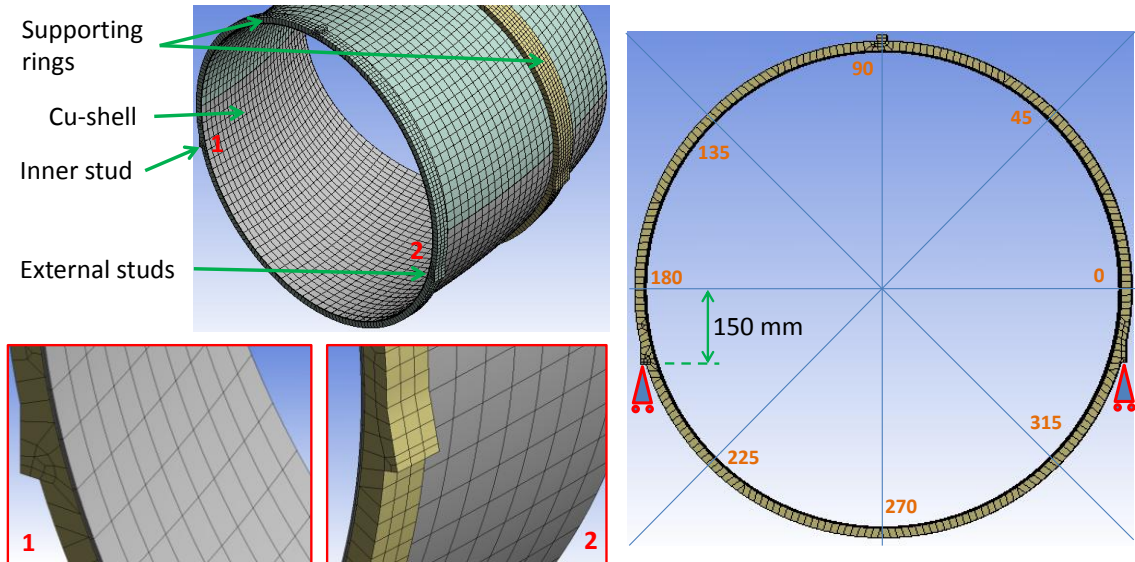 Supporting
rings
Cu-shell
1
Inner stud
2
External studs
1
2
90
45
135
180
0
150 mm
225
315
270